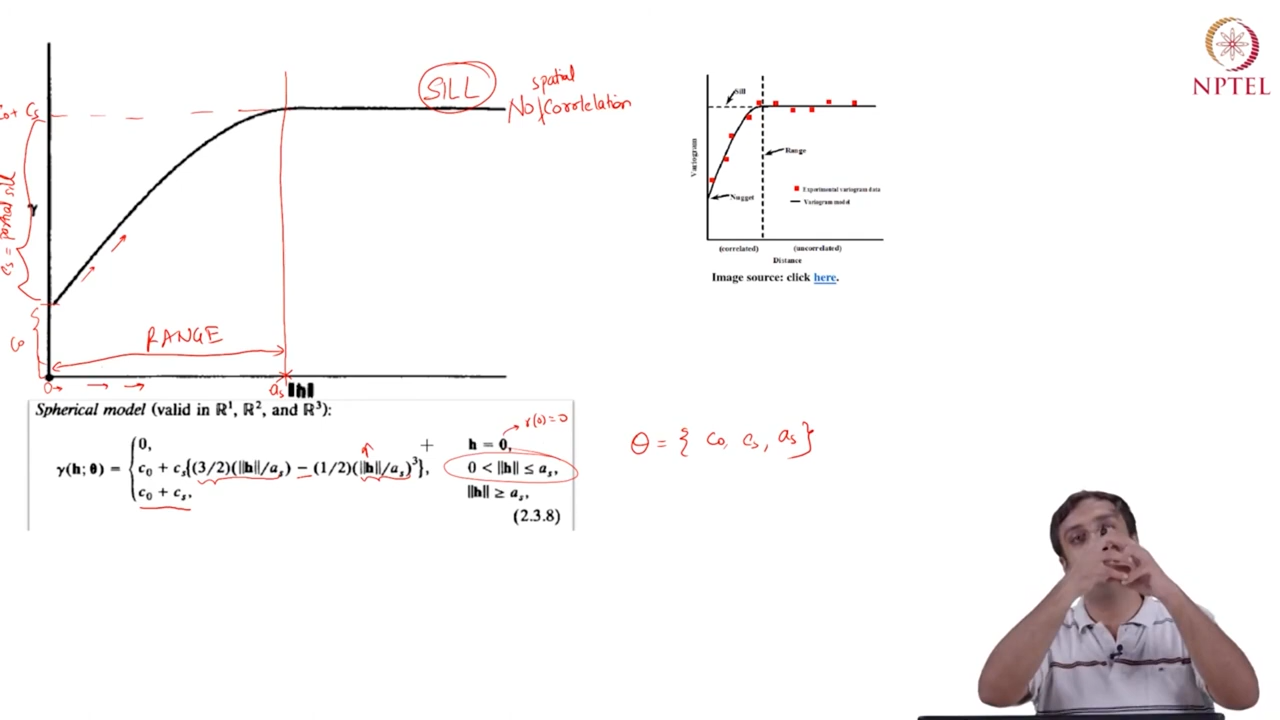 SILL
spatial
No/Correlation
C0 + Cs
Cs = partial sill
γ
C0
RANGE
0
as
|h|
Spherical model (valid in ℝ¹, ℝ², and ℝ³):
γ(0)=0
γ(h; θ) = { 0, h = 0,
c₀ + cₛ{(3/2)(‖h‖/aₛ) − (1/2)(‖h‖/aₛ)³}, 0 < ‖h‖ ≤ aₛ,
c₀ + cₛ, ‖h‖ ≥ aₛ,
(2.3.8)
NPTEL
Sill
Range
Variogram
Nugget
Experimental variogram data
Variogram model
(correlated) (uncorrelated)
Distance
Image source: click here.
θ = { C0, Cs, as }